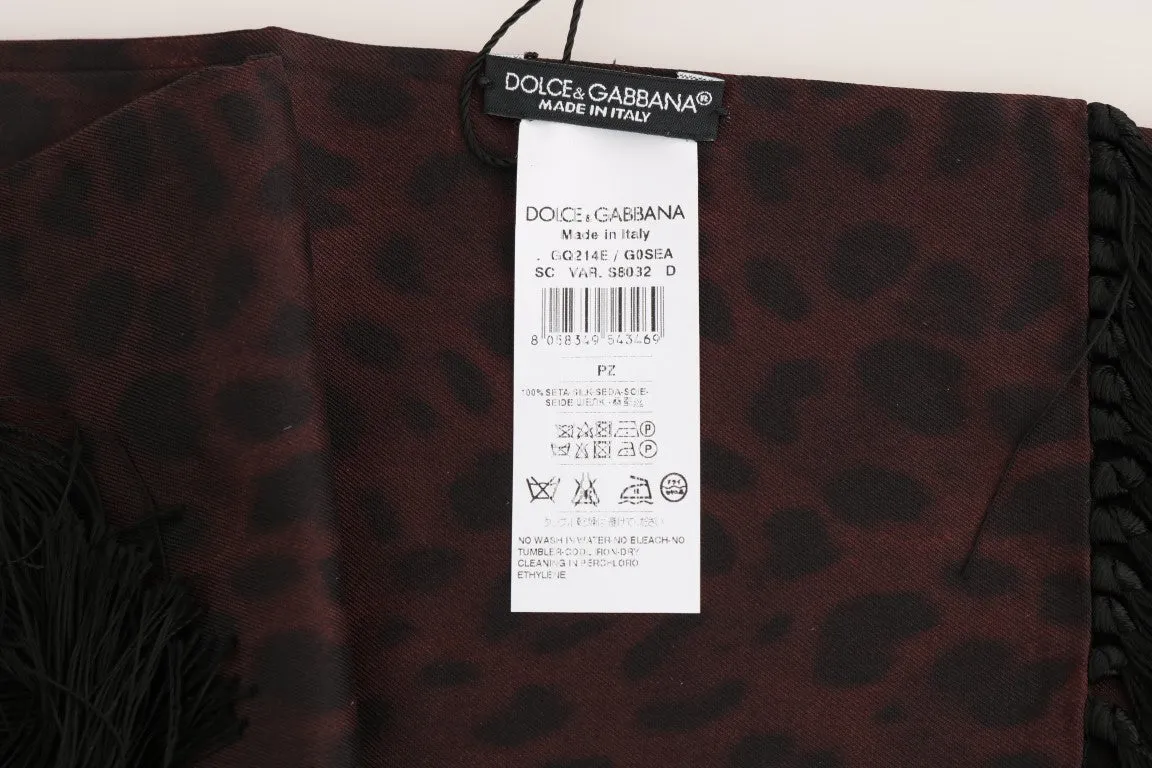 DOLCE & GABBANA®
MADE IN ITALY
DOLCE & GABBANA
Made in Italy
. GQ214E / G0SEA
SC VAR. S8032 D
8 058349 543469
PZ
100% SETA-SILK-SEDA-SOIE-
SEIDE-ШЕЛК-
NO WASH IN WATER-NO BLEACH-NO
TUMBLER-COOL IRON-DRY
CLEANING IN PERCHLORO
ETHYLENE